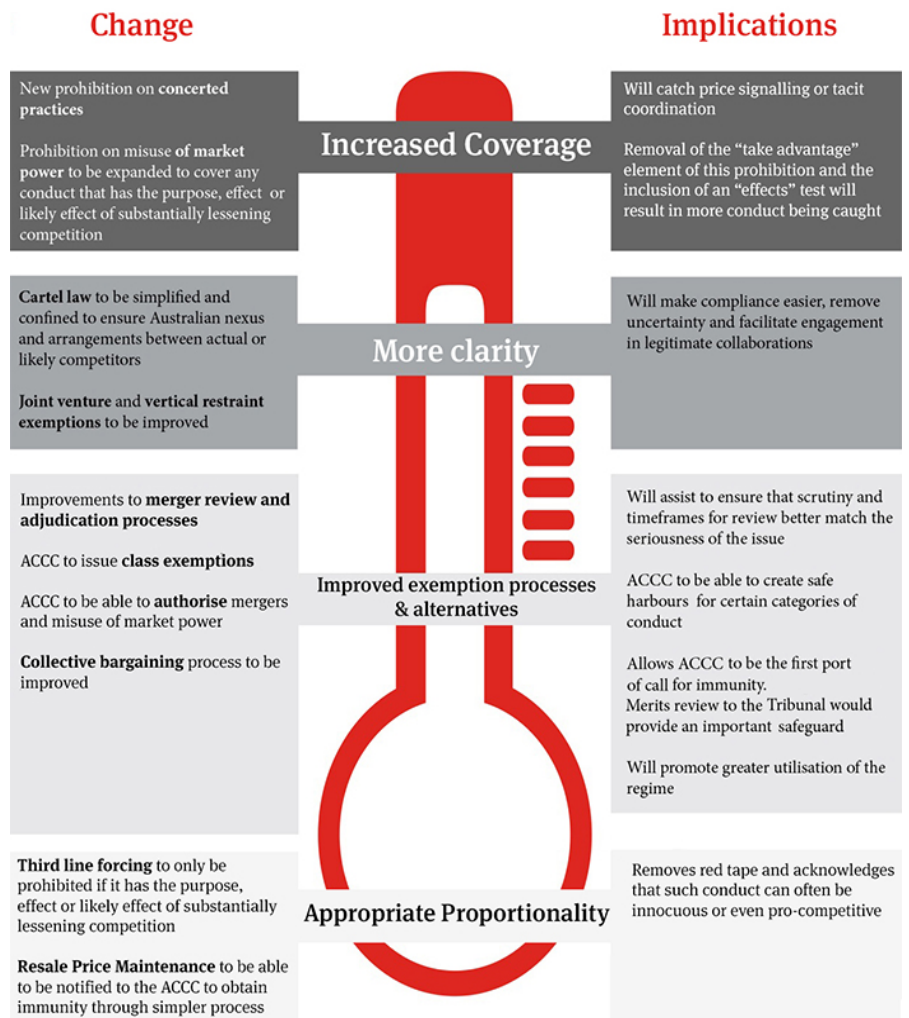 Change
Implications
New prohibition on concerted
practices
Prohibition on misuse of market
power to be expanded to cover any
conduct that has the purpose, effect or
likely effect of substantially lessening
competition
Increased Coverage
Will catch price signalling or tacit
coordination
Removal of the “take advantage”
element of this prohibition and the
inclusion of an “effects” test will
result in more conduct being caught
Cartel law to be simplified and
confined to ensure Australian nexus
and arrangements between actual or
likely competitors
Joint venture and vertical restraint
exemptions to be improved
More clarity
Will make compliance easier, remove
uncertainty and facilitate engagement
in legitimate collaborations
Improvements to merger review and
adjudication processes
ACCC to issue class exemptions
ACCC to be able to authorise mergers
and misuse of market power
Collective bargaining process to be
improved
Improved exemption processes
& alternatives
Will assist to ensure that scrutiny and
timeframes for review better match the
seriousness of the issue
ACCC to be able to create safe
harbours for certain categories of
conduct
Allows ACCC to be the first port
of call for immunity.
Merits review to the Tribunal would
provide an important safeguard
Will promote greater utilisation of the
regime
Third line forcing to only be
prohibited if it has the purpose,
effect or likely effect of substantially
lessening competition
Resale Price Maintenance to be able
to be notified to the ACCC to obtain
immunity through simpler process
Appropriate Proportionality
Removes red tape and acknowledges
that such conduct can often be
innocuous or even pro-competitive